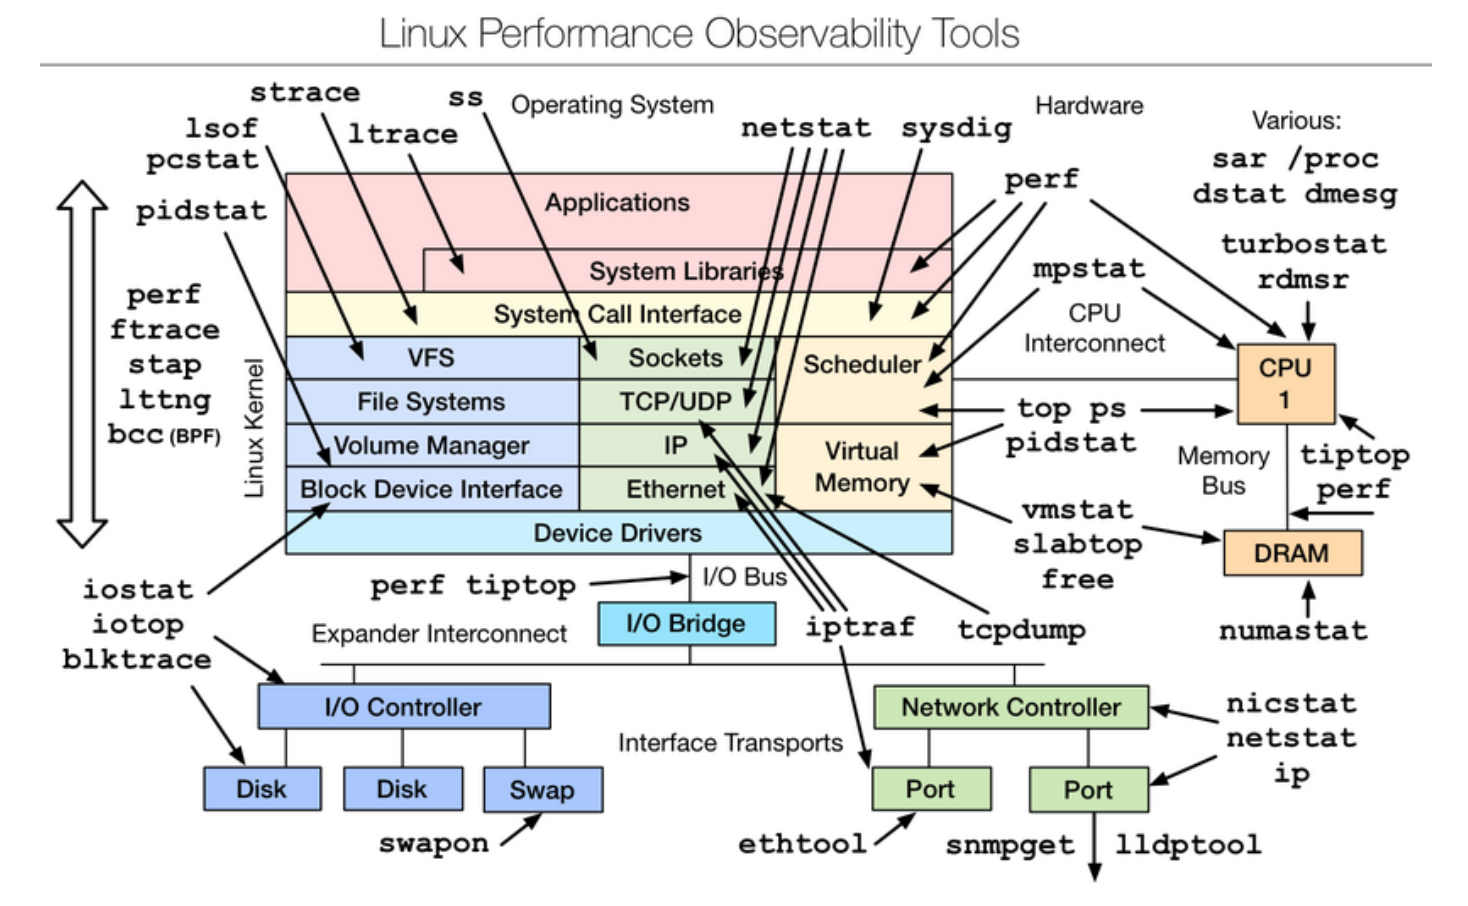 Linux Performance Observability Tools
strace
ss
Operating System
Hardware
lsof
pcstat
ltrace
netstat
sysdig
Various:
sar /proc
dstat dmesg
perf
pidstat
Applications
turbostat
rdmsr
System Libraries
mpstat
perf
ftrace
stap
lttng
bcc (BPF)
System Call Interface
CPU
Interconnect
Linux Kernel
VFS
Sockets
Scheduler
CPU
1
File Systems
TCP/UDP
top ps
pidstat
Volume Manager
IP
Virtual
Memory
Memory
Bus
tiptop
perf
Block Device Interface
Ethernet
vmstat
slabtop
free
Device Drivers
DRAM
iostat
iotop
blktrace
perf tiptop
I/O Bus
Expander Interconnect
I/O Bridge
iptraf
tcpdump
numastat
I/O Controller
Network Controller
nicstat
netstat
ip
Interface Transports
Disk
Disk
Swap
Port
Port
swapon
ethtool
snmpget
lldptool